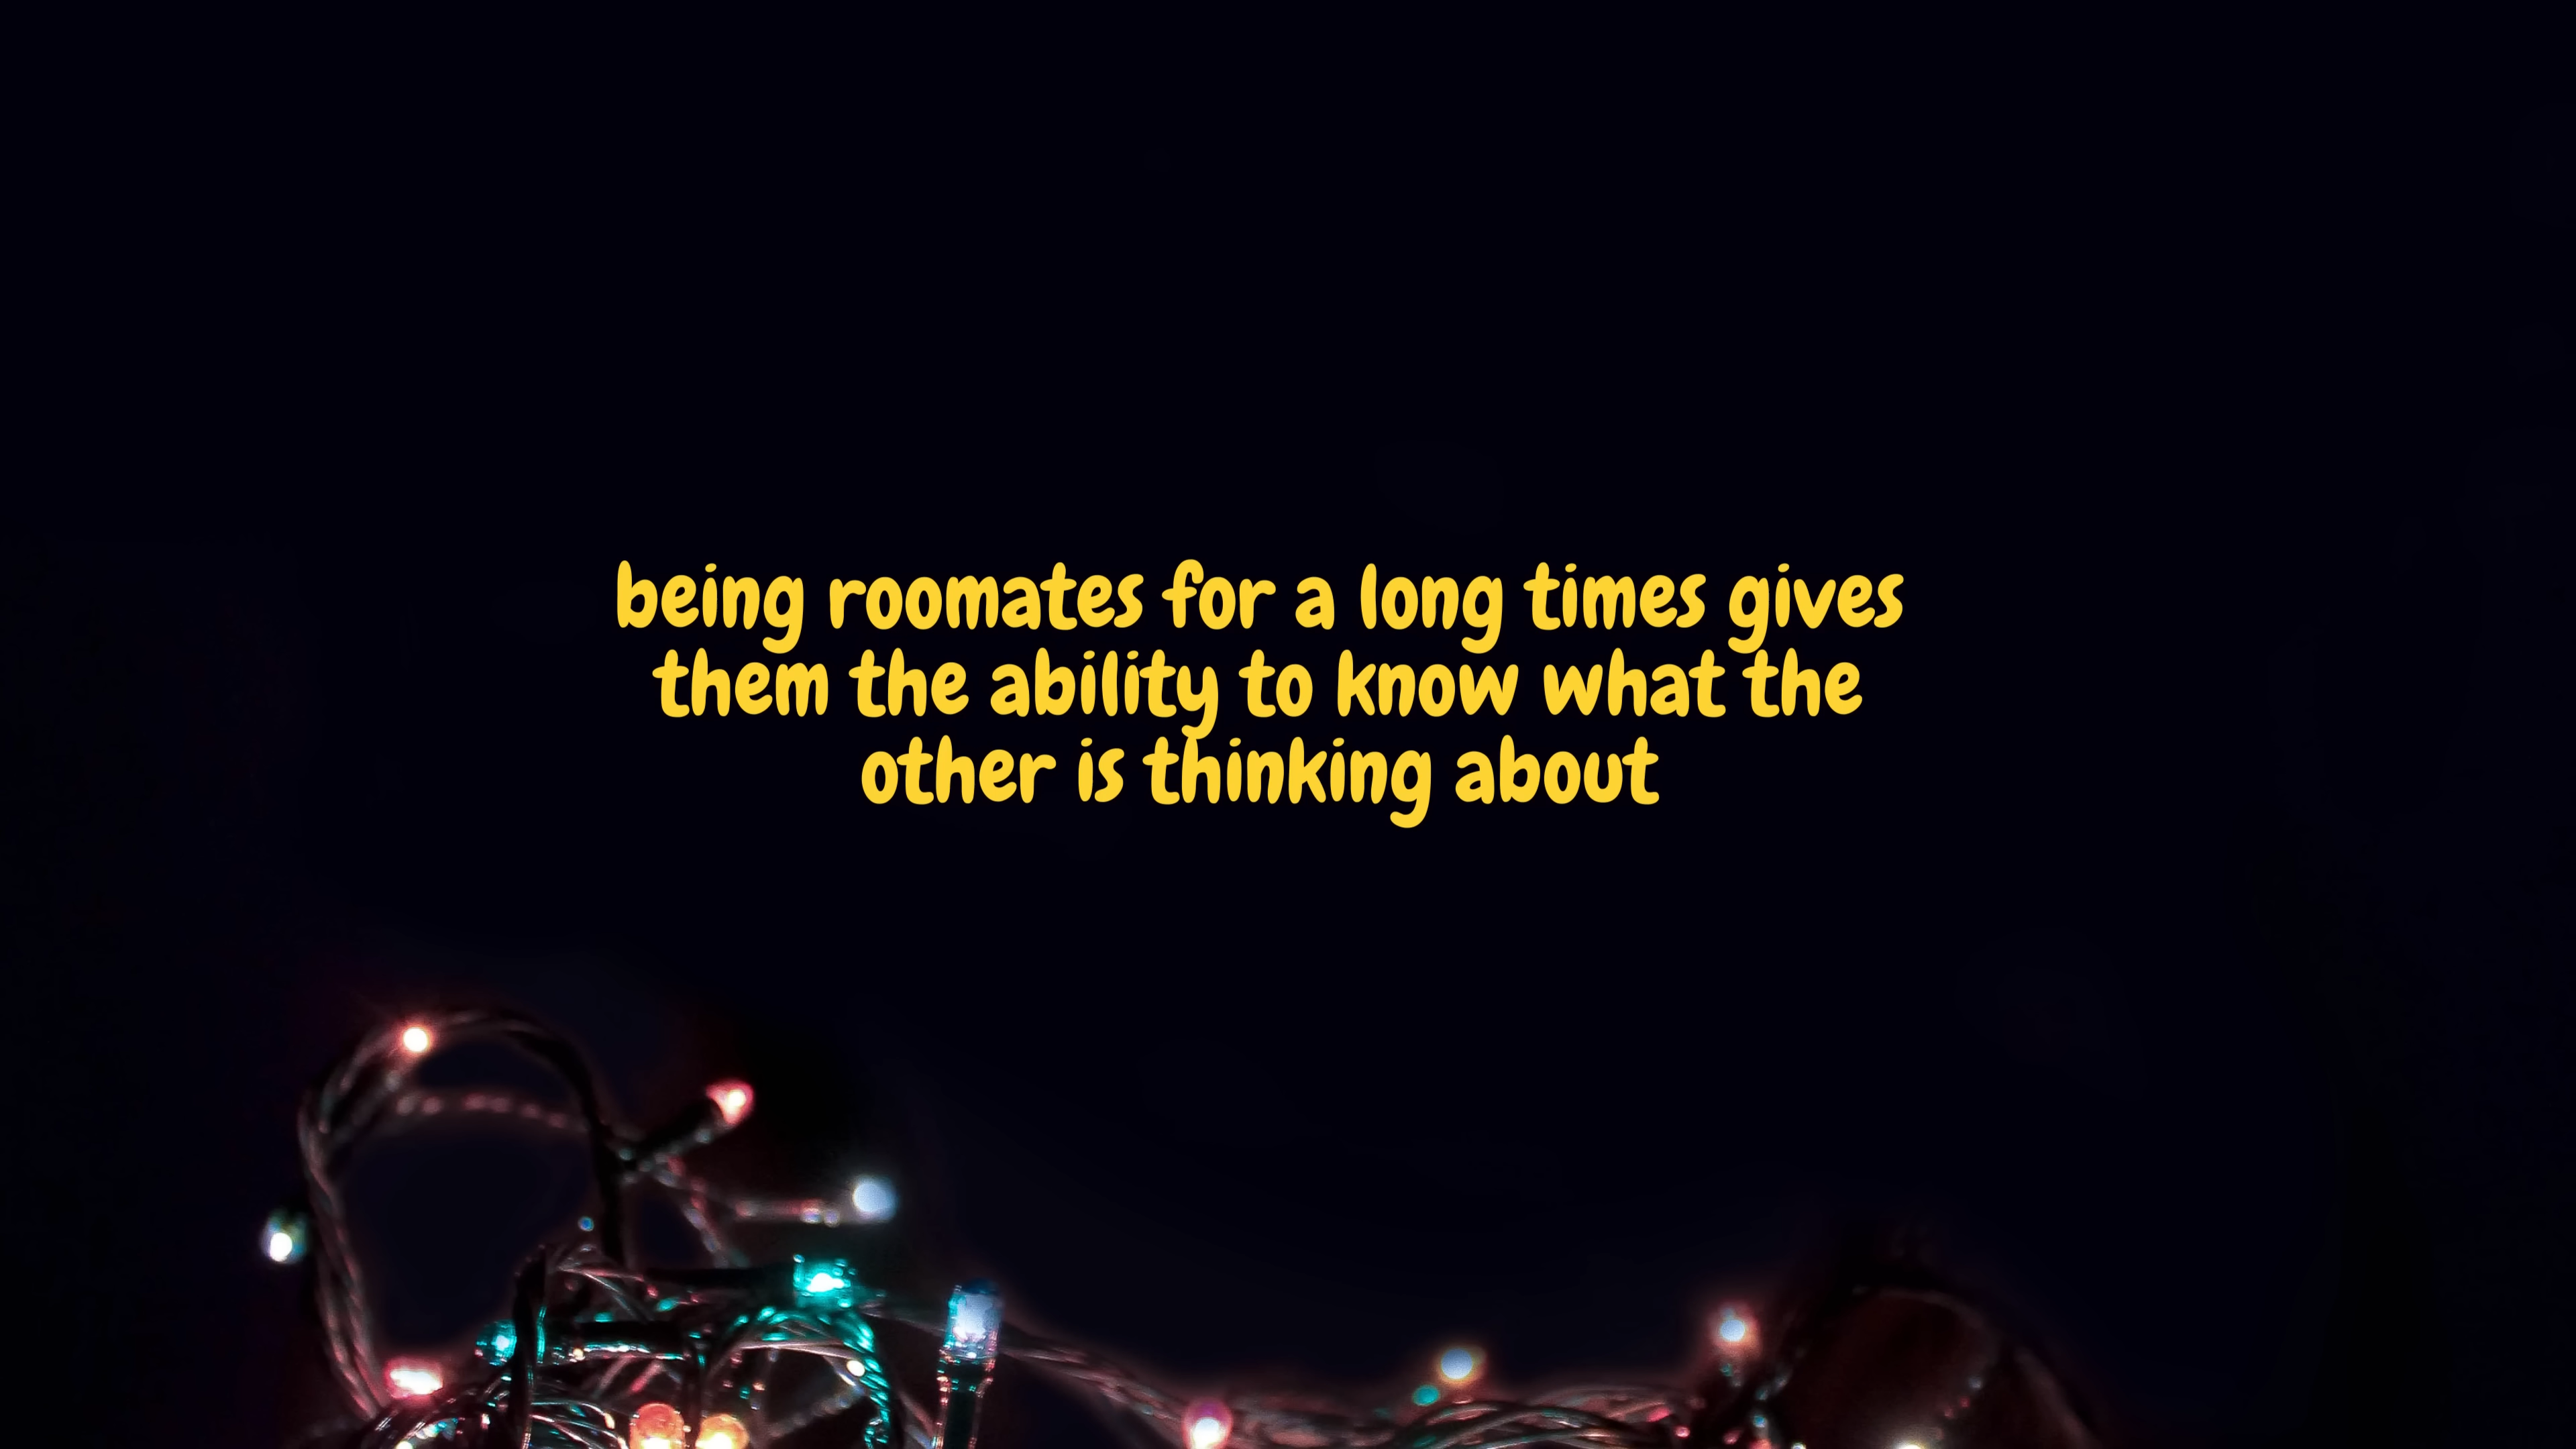 being roomates for a long times gives
them the ability to know what the
other is thinking about